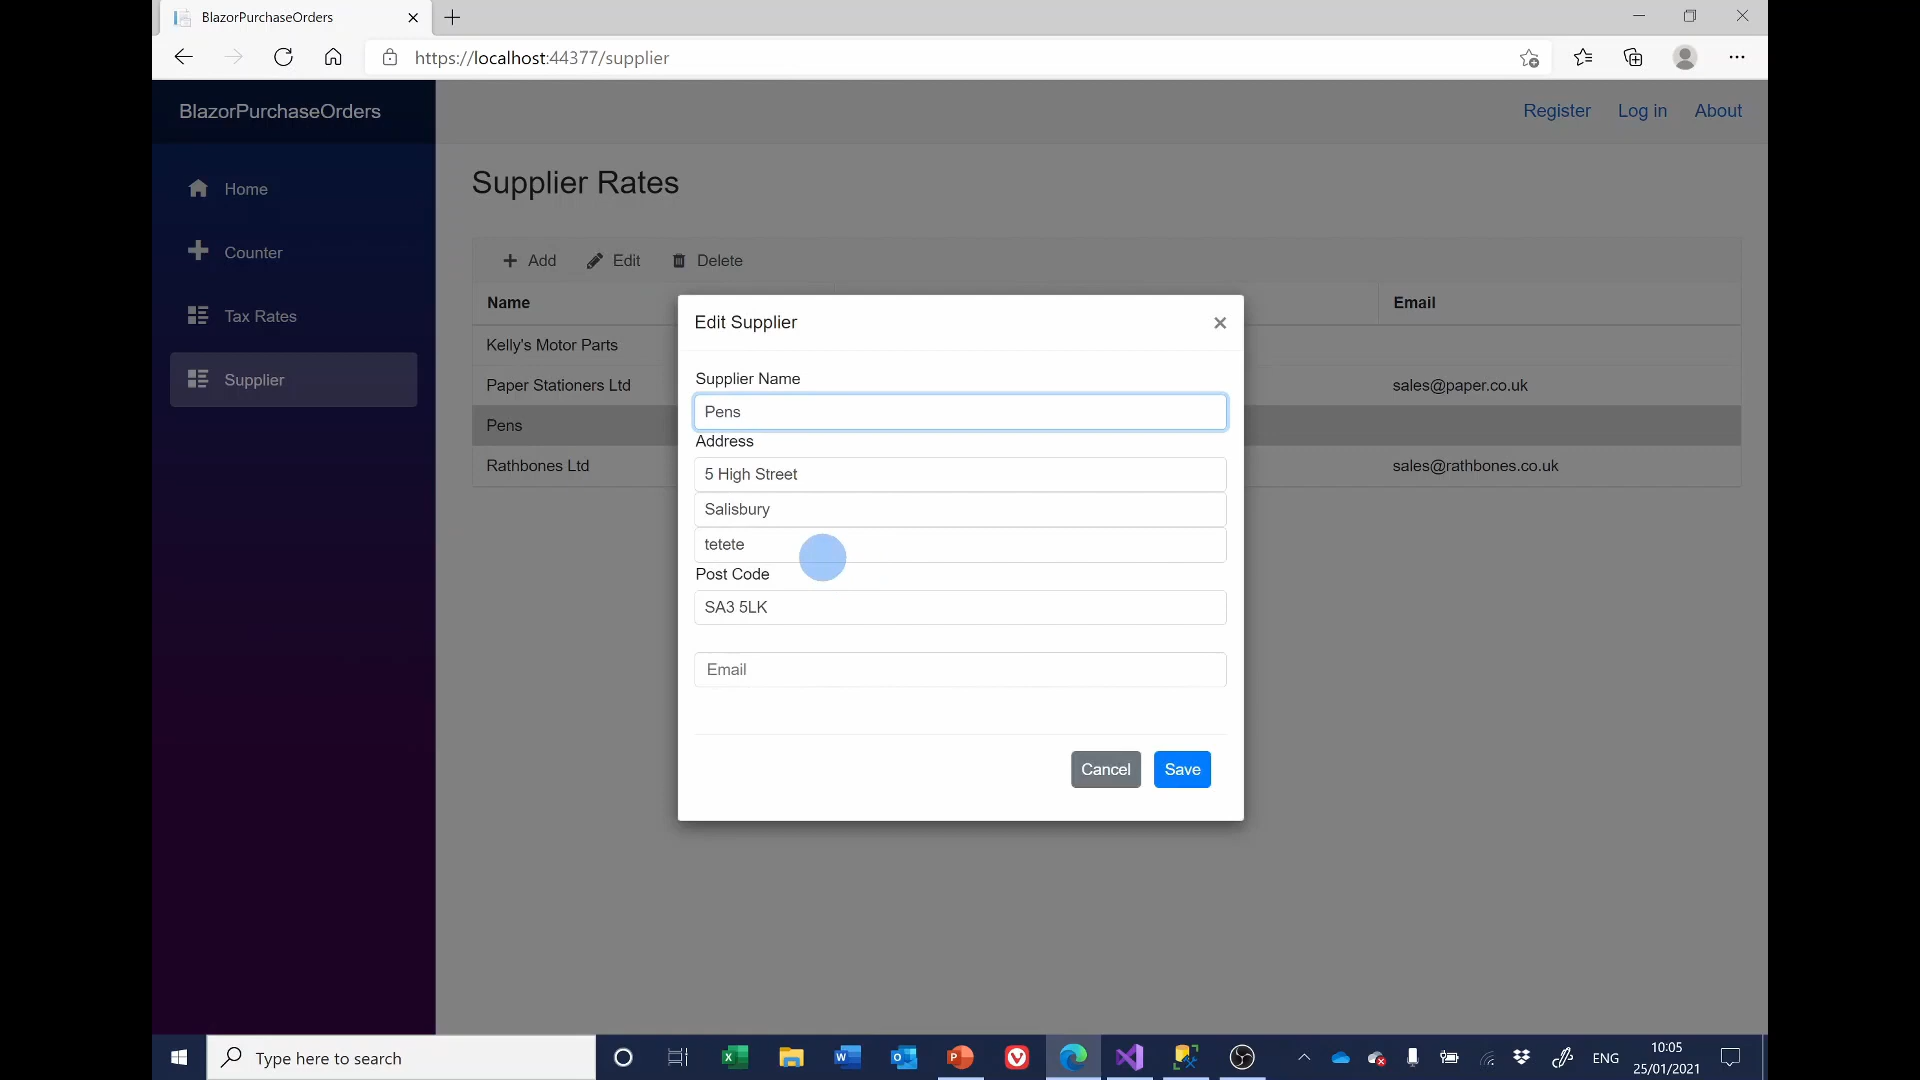 BlazorPurchaseOrders
https://localhost:44377/supplier
BlazorPurchaseOrders
Register Log in About
Home
Counter
Tax Rates
Supplier
Supplier Rates
Add Edit Delete
Name Email
Kelly's Motor Parts
Paper Stationers Ltd sales@paper.co.uk
Pens
Rathbones Ltd sales@rathbones.co.uk
Edit Supplier
Supplier Name
Pens
Address
5 High Street
Salisbury
tetete
Post Code
SA3 5LK
Email
Cancel Save
Type here to search
ENG
10:05
25/01/2021